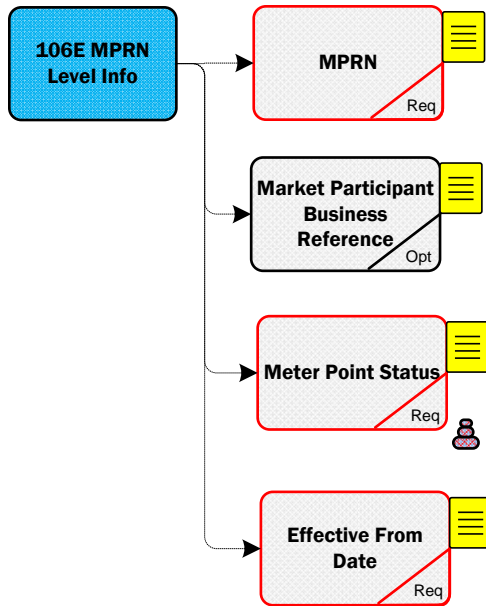 106E MPRN
Level Info
MPRN
Req
Market Participant
Business
Reference
Opt
Meter Point Status
Req
Effective From
Date
Req